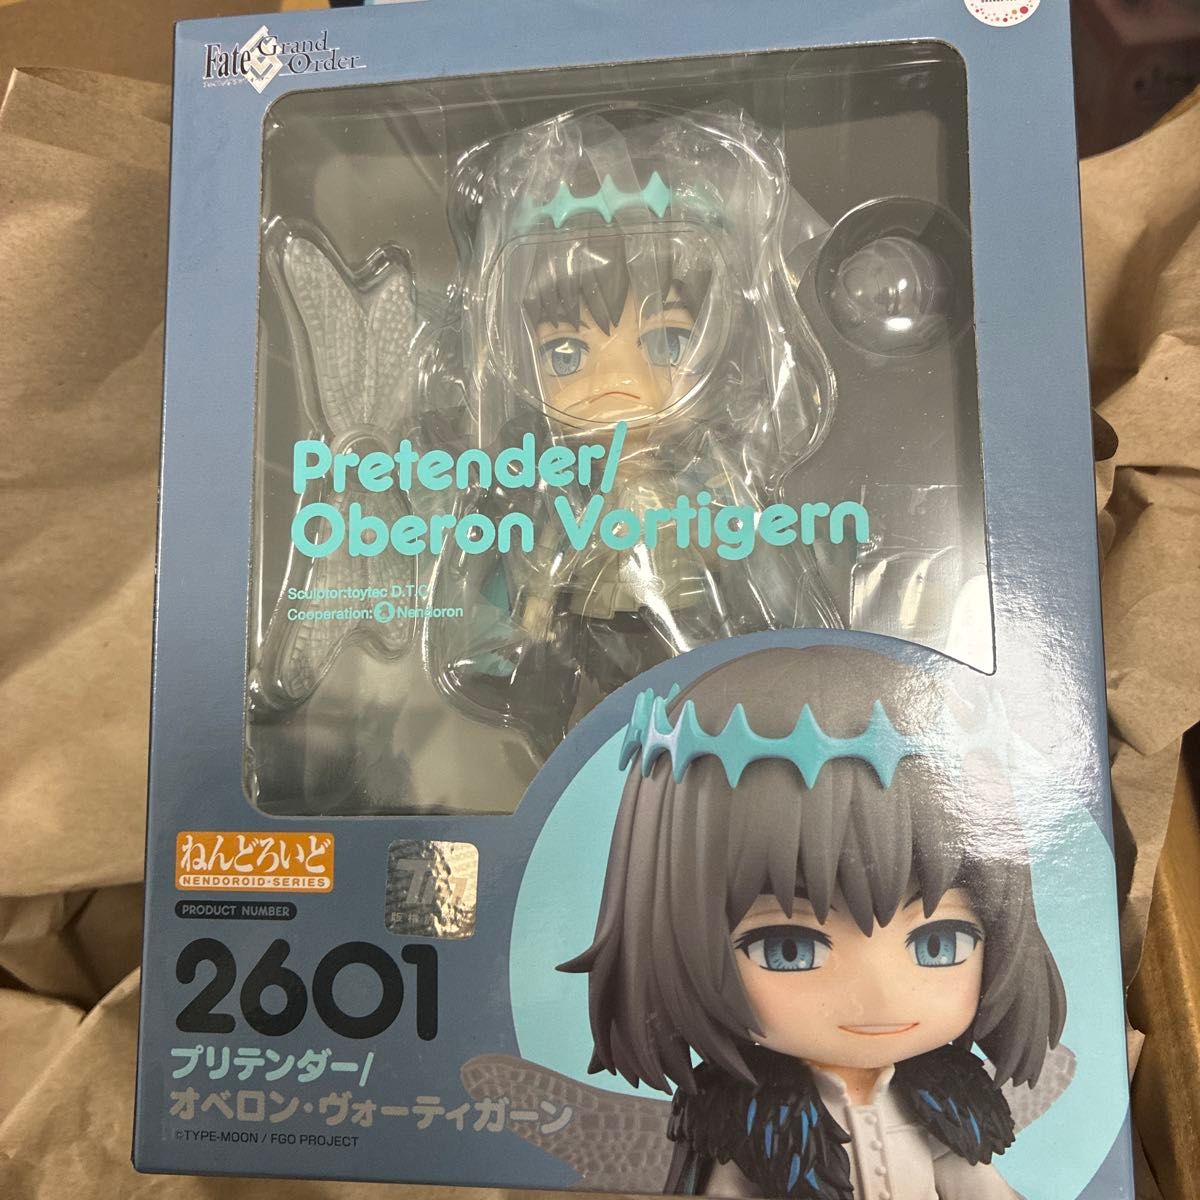 Fate Grand
Order
Pretender/
Oberon Vortigern
Sculptor:toytec D.T.C
Cooperation: Nendoron
ねんどろいど
NENDOROID・SERIES
PRODUCT NUMBER
2601
プリテンダー/
オベロン・ヴォーティガーン
©TYPE-MOON / FGO PROJECT